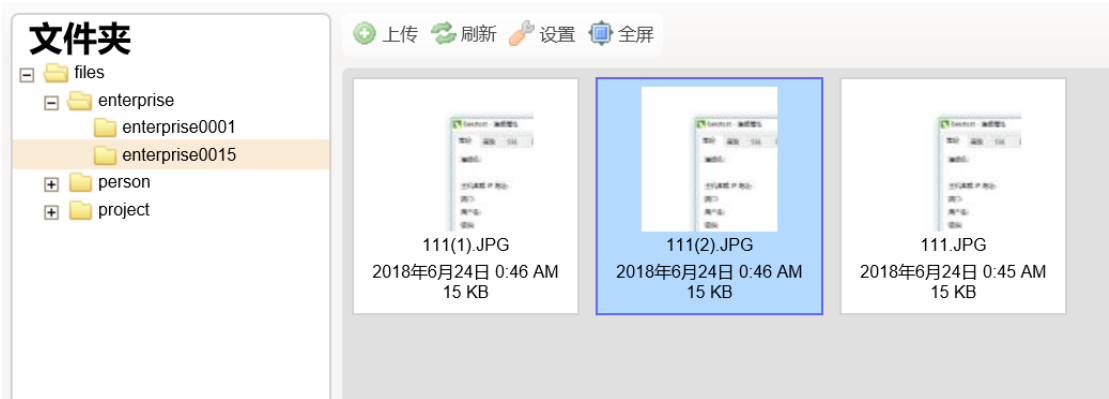 文件夹
files
enterprise
enterprise0001
enterprise0015
person
project
上传 刷新 设置 全屏
111(1).JPG
2018年6月24日 0:46 AM
15 KB
111(2).JPG
2018年6月24日 0:46 AM
15 KB
111.JPG
2018年6月24日 0:45 AM
15 KB